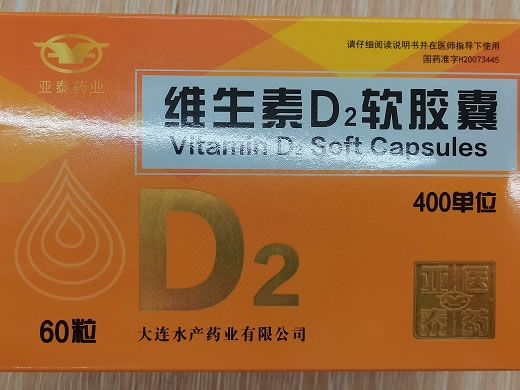 亚泰药业
请仔细阅读说明书并在医师指导下使用
国药准字H20073445
维生素D2软胶囊
Vitamin D2 Soft Capsules
400单位
D2
亚医
泰药
60粒
大连水产药业有限公司